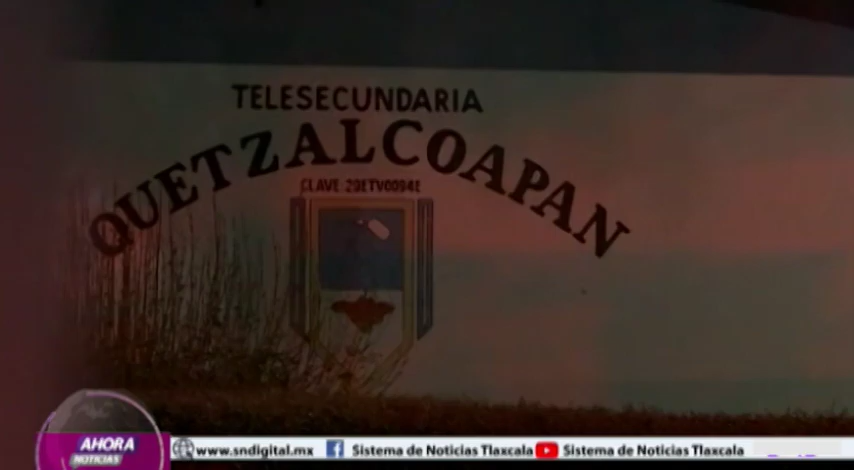 TELESECUNDARIA
QUETZALCOAPAN
CLAVE 29ETV0094E
AHORA
NOTICIAS
www.sndigital.mx Sistema de Noticias Tlaxcala Sistema de Noticias Tlaxcala